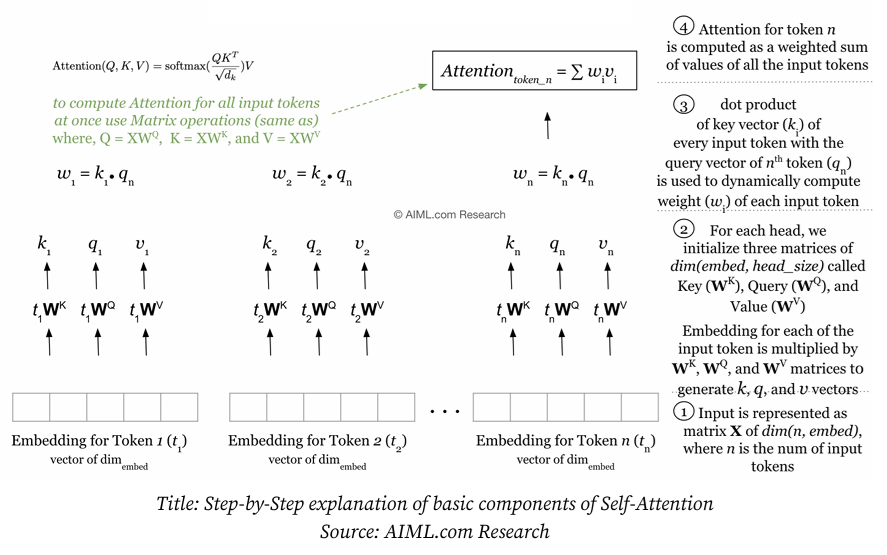 Attention(Q, K, V) = softmax(QK^T/√d_k)V
to compute Attention for all input tokens
at once use Matrix operations (same as)
where, Q = XW^Q, K = XW^K, and V = XW^V
Attention_token_n = ∑ w_i v_i
w_1 = k_1 • q_n
w_2 = k_2 • q_n
w_n = k_n • q_n
© AIML.com Research
k_1 q_1 v_1
k_2 q_2 v_2
k_n q_n v_n
t_1W^K t_1W^Q t_1W^V
t_2W^K t_2W^Q t_2W^V
t_nW^K t_nW^Q t_nW^V
. . .
Embedding for Token 1 (t_1)
vector of dim_embed
Embedding for Token 2 (t_2)
vector of dim_embed
Embedding for Token n (t_n)
vector of dim_embed
4 Attention for token n
is computed as a weighted sum
of values of all the input tokens
3 dot product
of key vector (k_i) of
every input token with the
query vector of n^th token (q_n)
is used to dynamically compute
weight (w_i) of each input token
2 For each head, we
initialize three matrices of
dim(embed, head_size) called
Key (W^K), Query (W^Q), and
Value (W^V)
Embedding for each of the
input token is multiplied by
W^K, W^Q, and W^V matrices to
generate k, q, and v vectors
1 Input is represented as
matrix X of dim(n, embed),
where n is the num of input
tokens
Title: Step-by-Step explanation of basic components of Self-Attention
Source: AIML.com Research